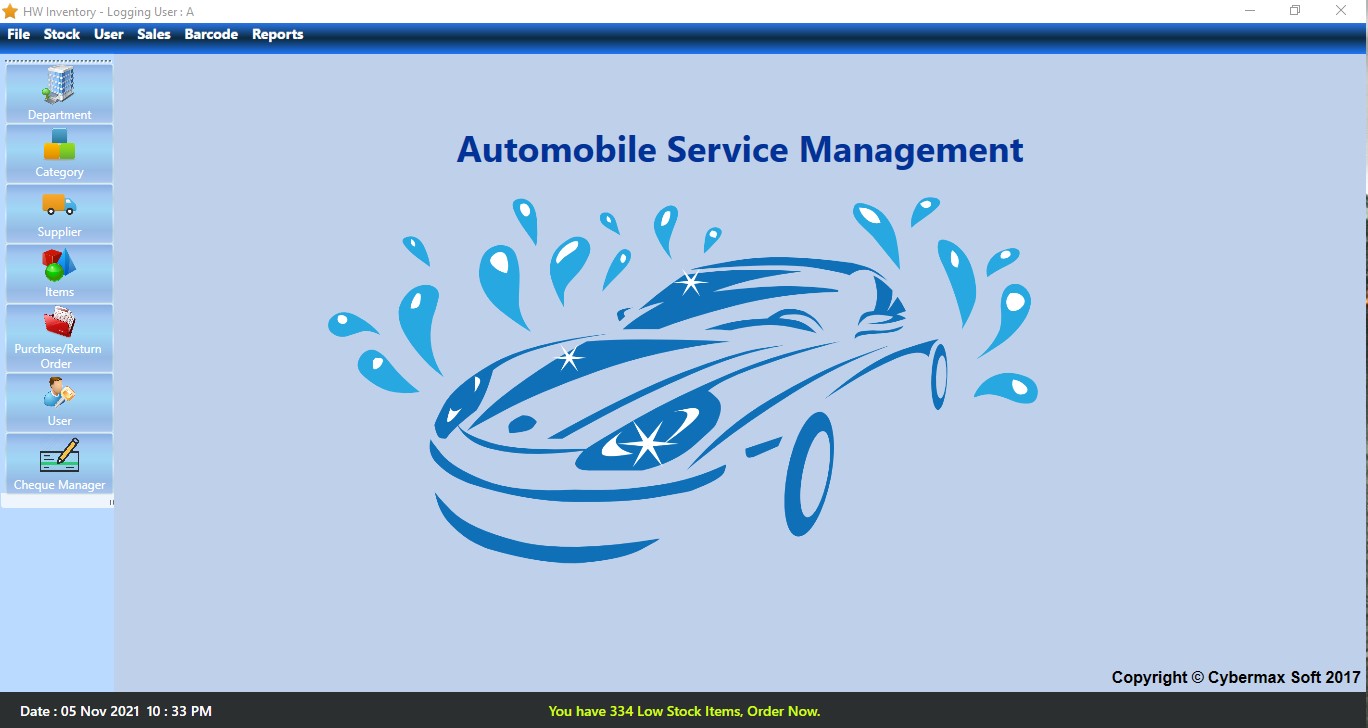 HW Inventory - Logging User : A
File Stock User Sales Barcode Reports
Department
Category
Supplier
Items
Purchase/Return
Order
User
Cheque Manager
Automobile Service Management
Copyright © Cybermax Soft 2017
Date : 05 Nov 2021 10 : 33 PM
You have 334 Low Stock Items, Order Now.